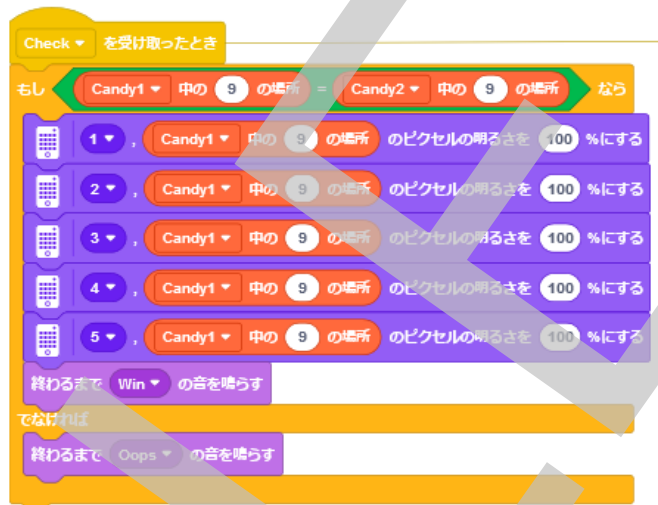 Check を受け取ったとき
もし Candy1 中の 9 の場所 = Candy2 中の 9 の場所 なら
1 , Candy1 中の 9 の場所 のピクセルの明るさを 100 %にする
2 , Candy1 中の 9 の場所 のピクセルの明るさを 100 %にする
3 , Candy1 中の 9 の場所 のピクセルの明るさを 100 %にする
4 , Candy1 中の 9 の場所 のピクセルの明るさを 100 %にする
5 , Candy1 中の 9 の場所 のピクセルの明るさを 100 %にする
終わるまで Win の音を鳴らす
でなければ
終わるまで Oops の音を鳴らす